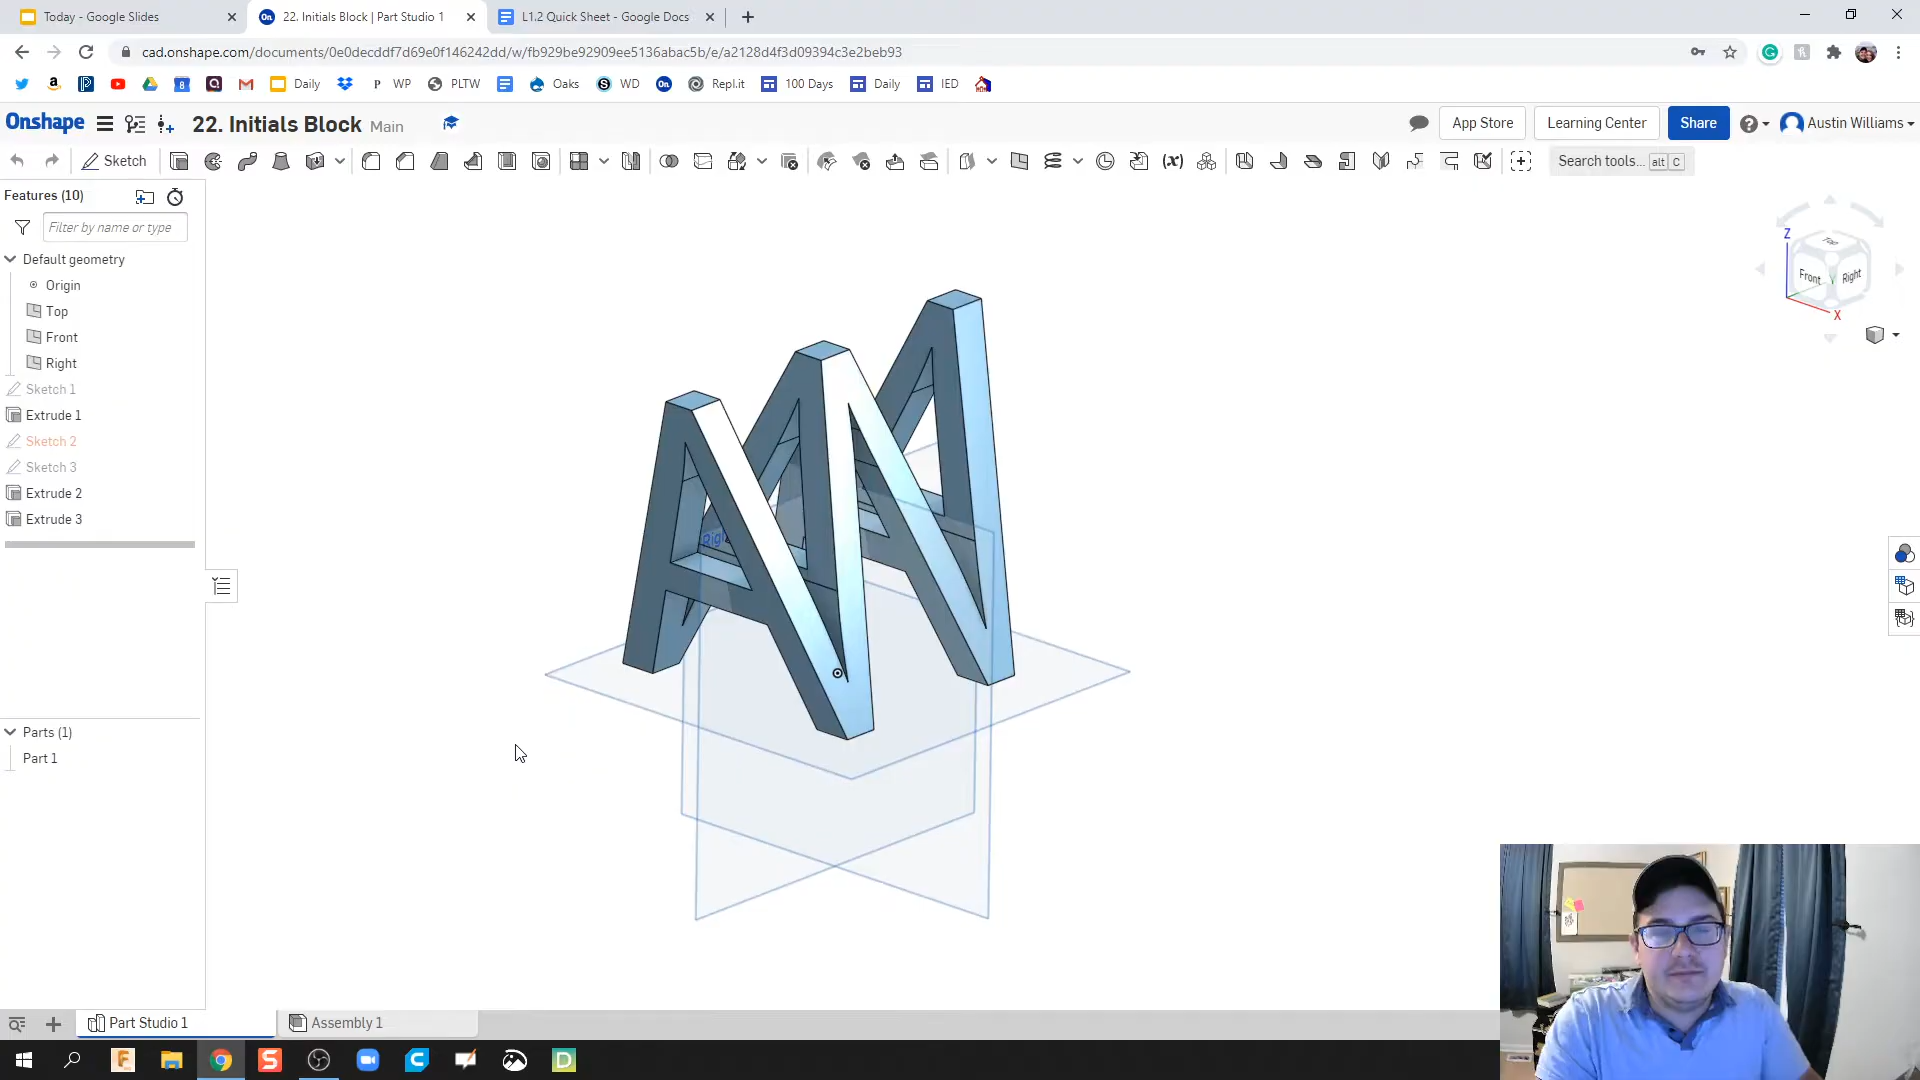 Today - Google Slides
22. Initials Block | Part Studio 1
L1.2 Quick Sheet - Google Docs
cad.onshape.com/documents/0e0decddf7d69e0f146242dd/w/fb929be92909ee5136abac5b/e/a2128d4f3d09394c3e2beb93
Daily
WP
PLTW
Oaks
WD
Repl.it
100 Days
Daily
IED
Onshape
22. Initials Block Main
App Store
Learning Center
Share
Austin Williams
Sketch
Search tools... alt C
Features (10)
Filter by name or type
Default geometry
Origin
Top
Front
Right
Sketch 1
Extrude 1
Sketch 2
Sketch 3
Extrude 2
Extrude 3
Parts (1)
Part 1
Z
Top
Front
Right
X
Part Studio 1
Assembly 1